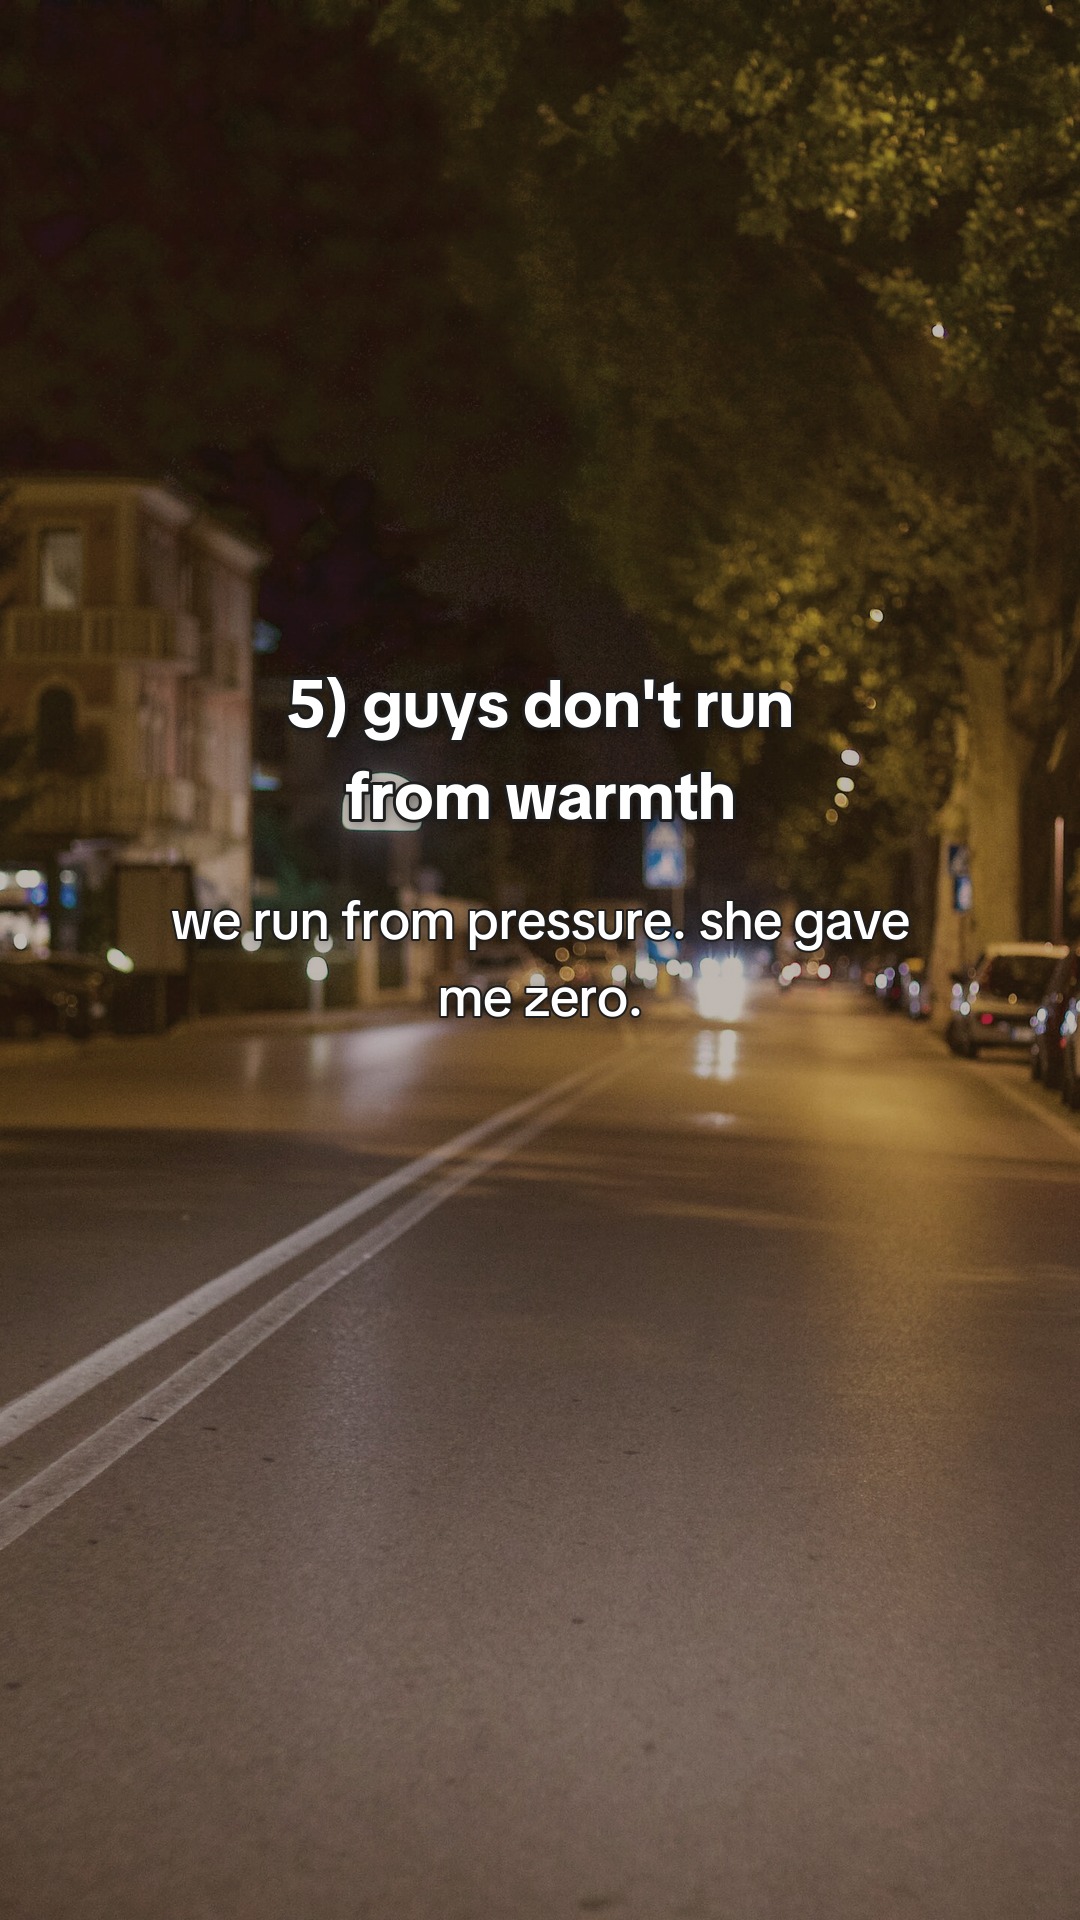 5) guys don't run
from warmth
we run from pressure. she gave
me zero.